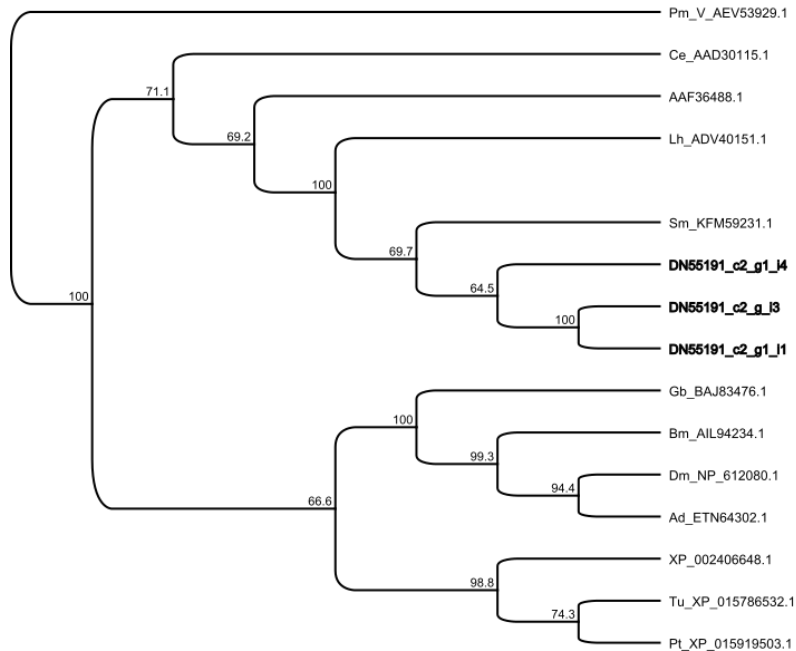 Pm_V_AEV53929.1
Ce_AAD30115.1
71.1
AAF36488.1
69.2
Lh_ADV40151.1
100
Sm_KFM59231.1
69.7
DN55191_c2_g1_i4
64.5
DN55191_c2_g_i3
100
DN55191_c2_g1_i1
100
Gb_BAJ83476.1
100
Bm_AIL94234.1
99.3
Dm_NP_612080.1
94.4
Ad_ETN64302.1
66.6
XP_002406648.1
98.8
Tu_XP_015786532.1
74.3
Pt_XP_015919503.1